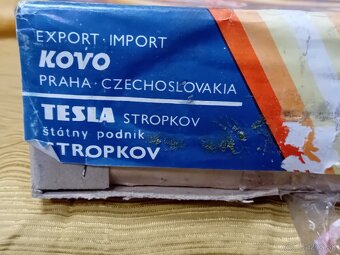 EXPORT · IMPORT
KOVO
PRAHA · CZECHOSLOVAKIA
TESLA STROPKOV
štátny podnik
STROPKOV